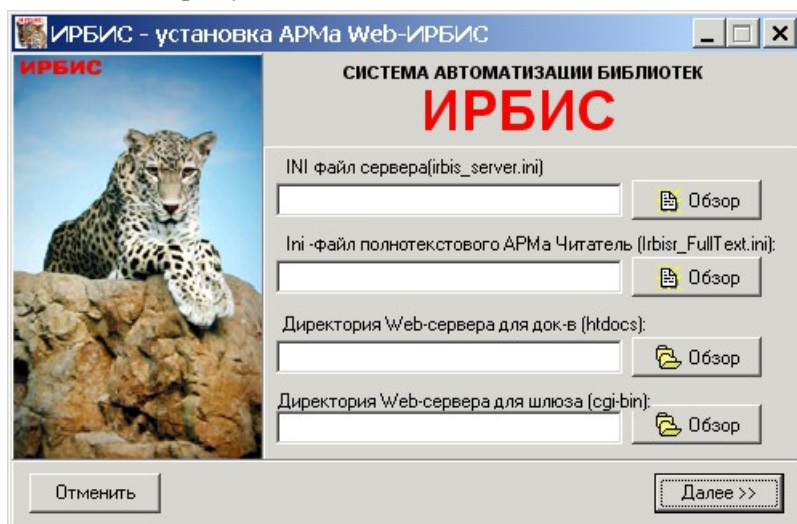 ИРБИС - установка АРМа Web-ИРБИС
ИРБИС
СИСТЕМА АВТОМАТИЗАЦИИ БИБЛИОТЕК
ИРБИС
INI файл сервера(irbis_server.ini)
Обзор
Ini -файл полнотекстового АРМа Читатель (Irbisr_FullText.ini):
Обзор
Директория Web-сервера для док-в (htdocs):
Обзор
Директория Web-сервера для шлюза (cgi-bin):
Обзор
Отменить
Далее >>